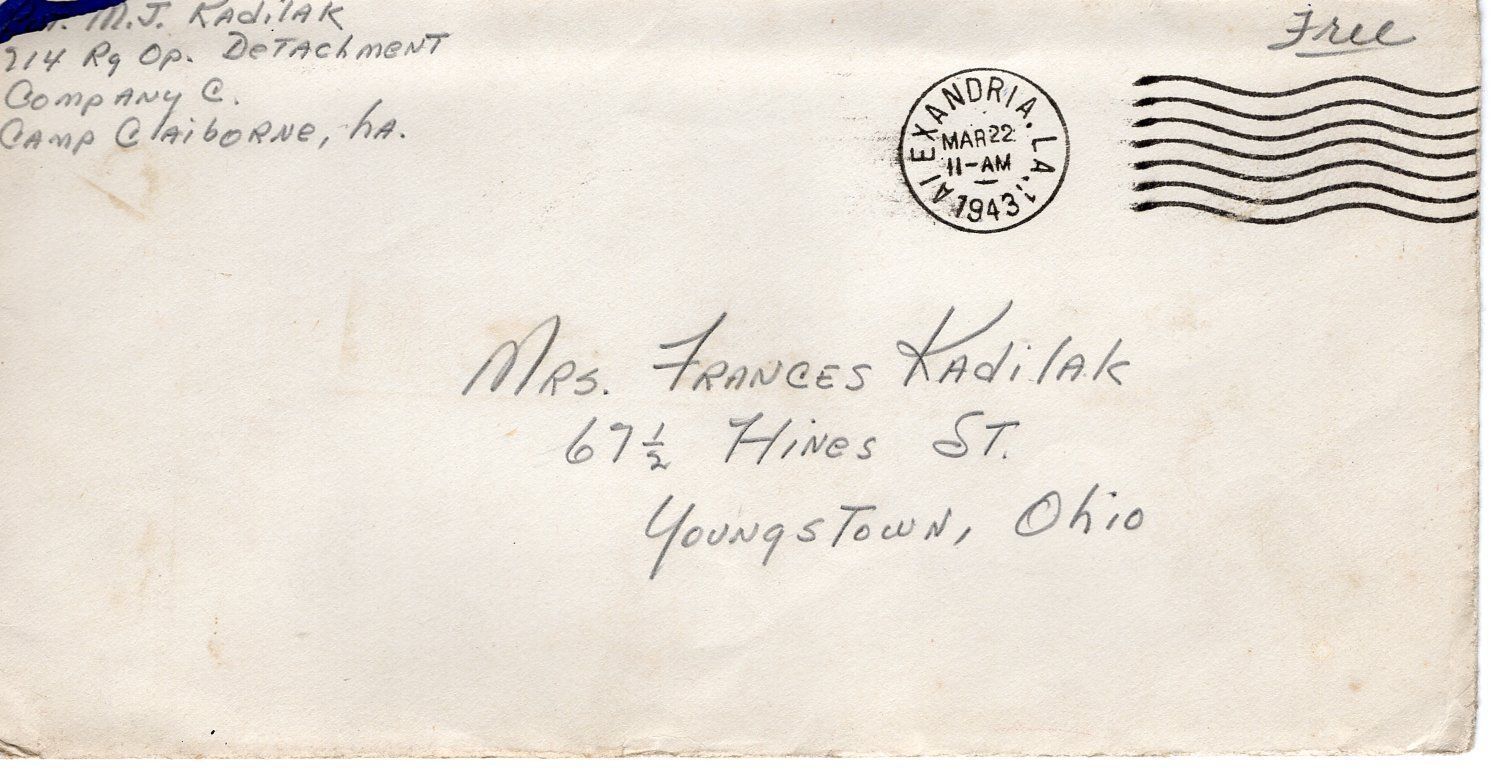 M.J. Kadilak
714 Rg Op. Detachment
Company C.
Camp Claiborne, La.
Free
ALEXANDRIA, LA. 1
MAR 22
11-AM
1943
Mrs. Frances Kadilak
67½ Hines St.
Youngstown, Ohio